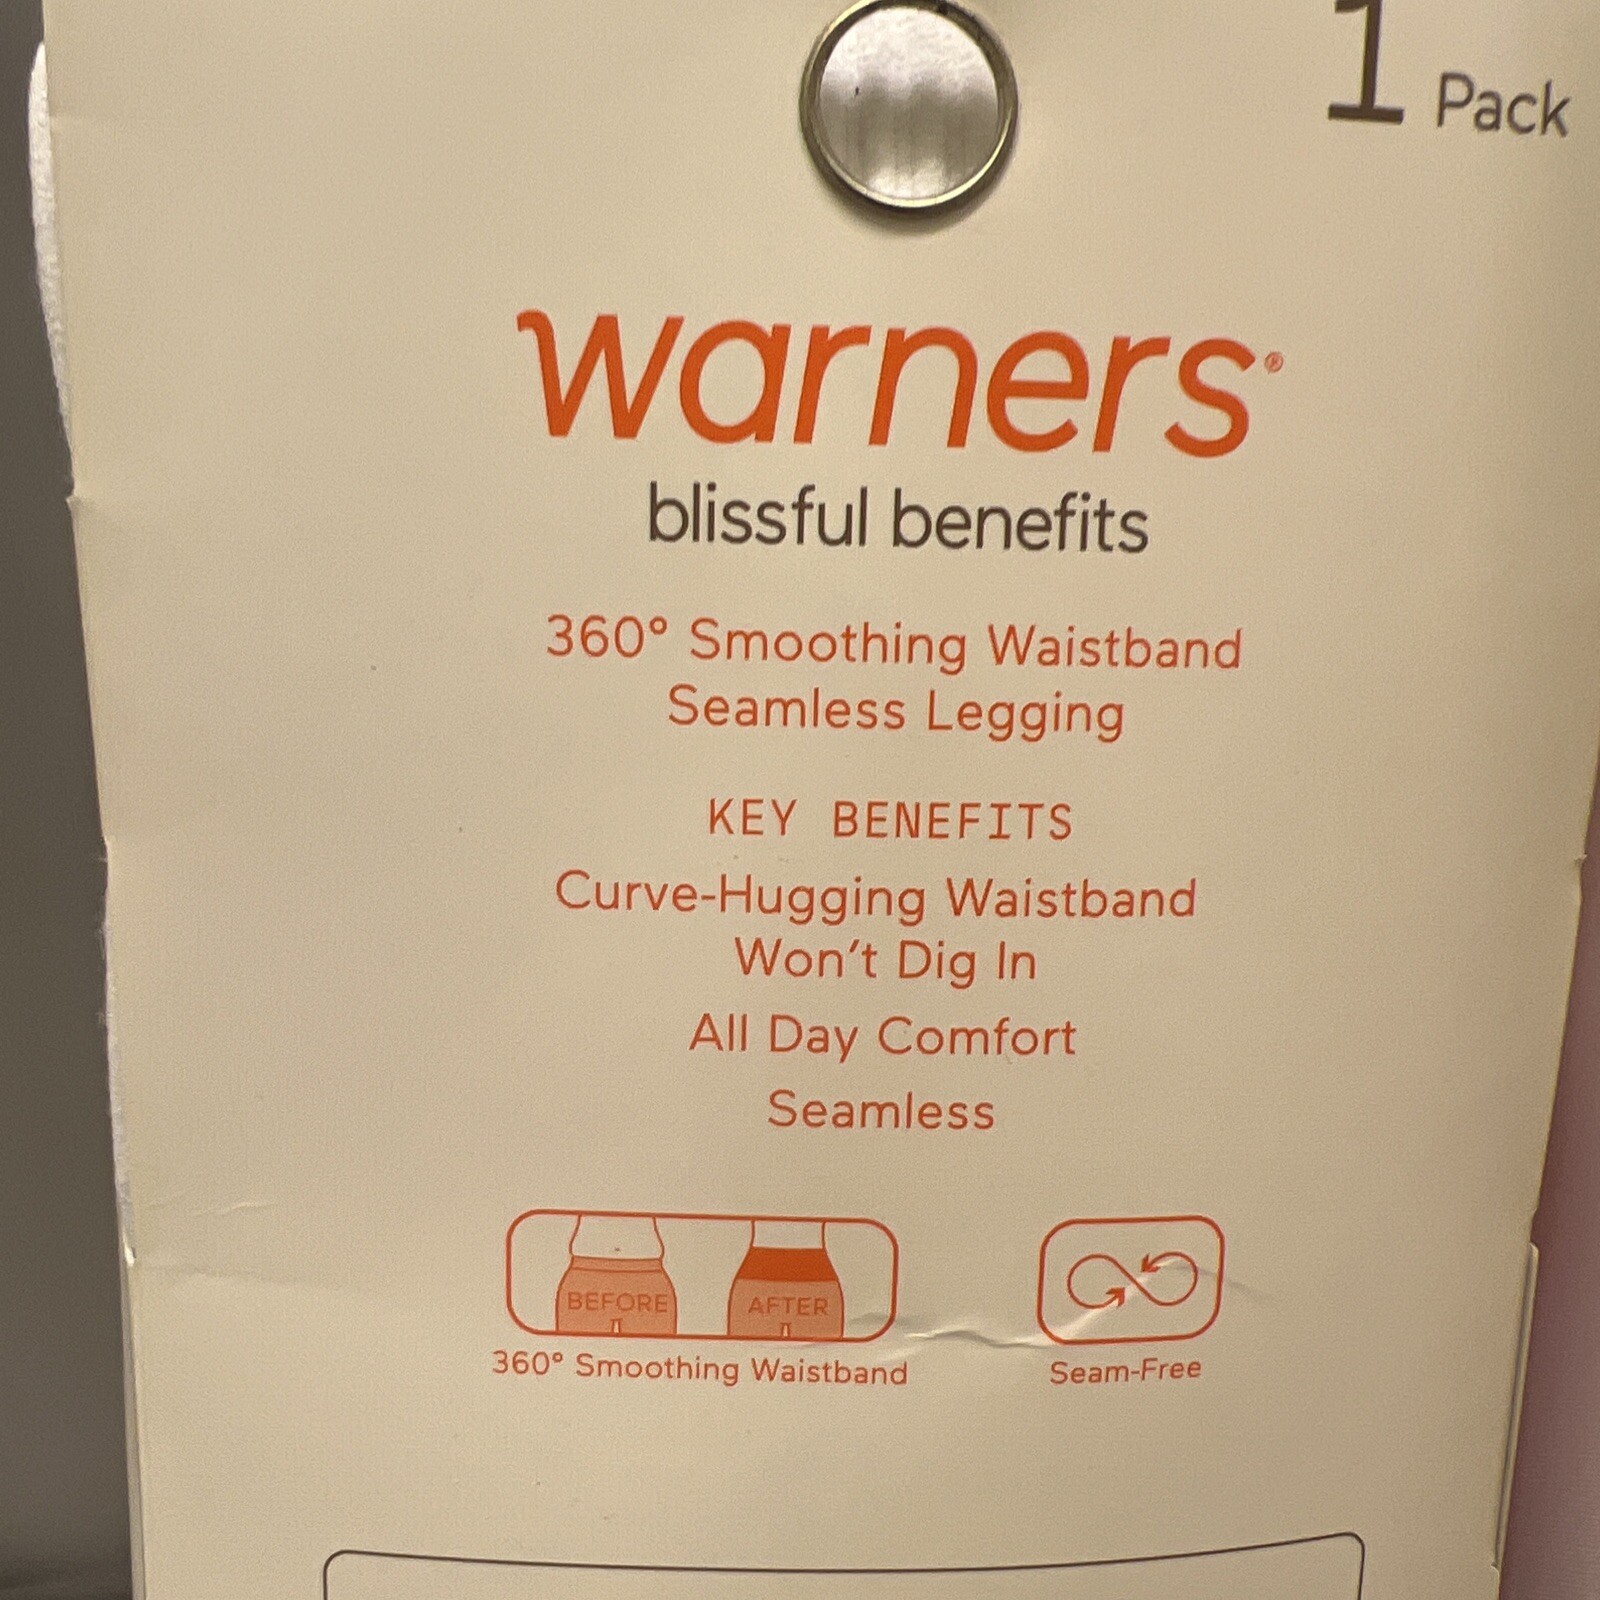 1 Pack
warners®
blissful benefits
360° Smoothing Waistband
Seamless Legging
KEY BENEFITS
Curve-Hugging Waistband
Won't Dig In
All Day Comfort
Seamless
BEFORE
AFTER
360° Smoothing Waistband
Seam-Free